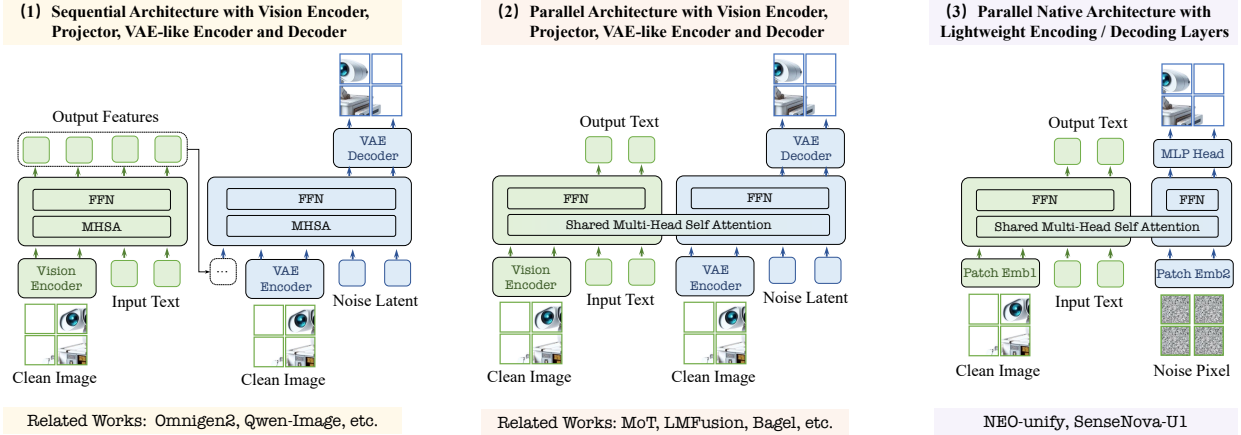 (1) Sequential Architecture with Vision Encoder,
Projector, VAE-like Encoder and Decoder
Output Features
VAE
Decoder
FFN
MHSA
FFN
MHSA
Vision
Encoder
Input Text
...
VAE
Encoder
Noise Latent
Clean Image
Clean Image
Related Works: Omnigen2, Qwen-Image, etc.
(2) Parallel Architecture with Vision Encoder,
Projector, VAE-like Encoder and Decoder
Output Text
VAE
Decoder
FFN
FFN
Shared Multi-Head Self Attention
Vision
Encoder
Input Text
VAE
Encoder
Noise Latent
Clean Image
Clean Image
Related Works: MoT, LMFusion, Bagel, etc.
(3) Parallel Native Architecture with
Lightweight Encoding / Decoding Layers
Output Text
MLP Head
FFN
FFN
Shared Multi-Head Self Attention
Patch Emb1
Input Text
Patch Emb2
Clean Image
Noise Pixel
NEO-unify, SenseNova-U1